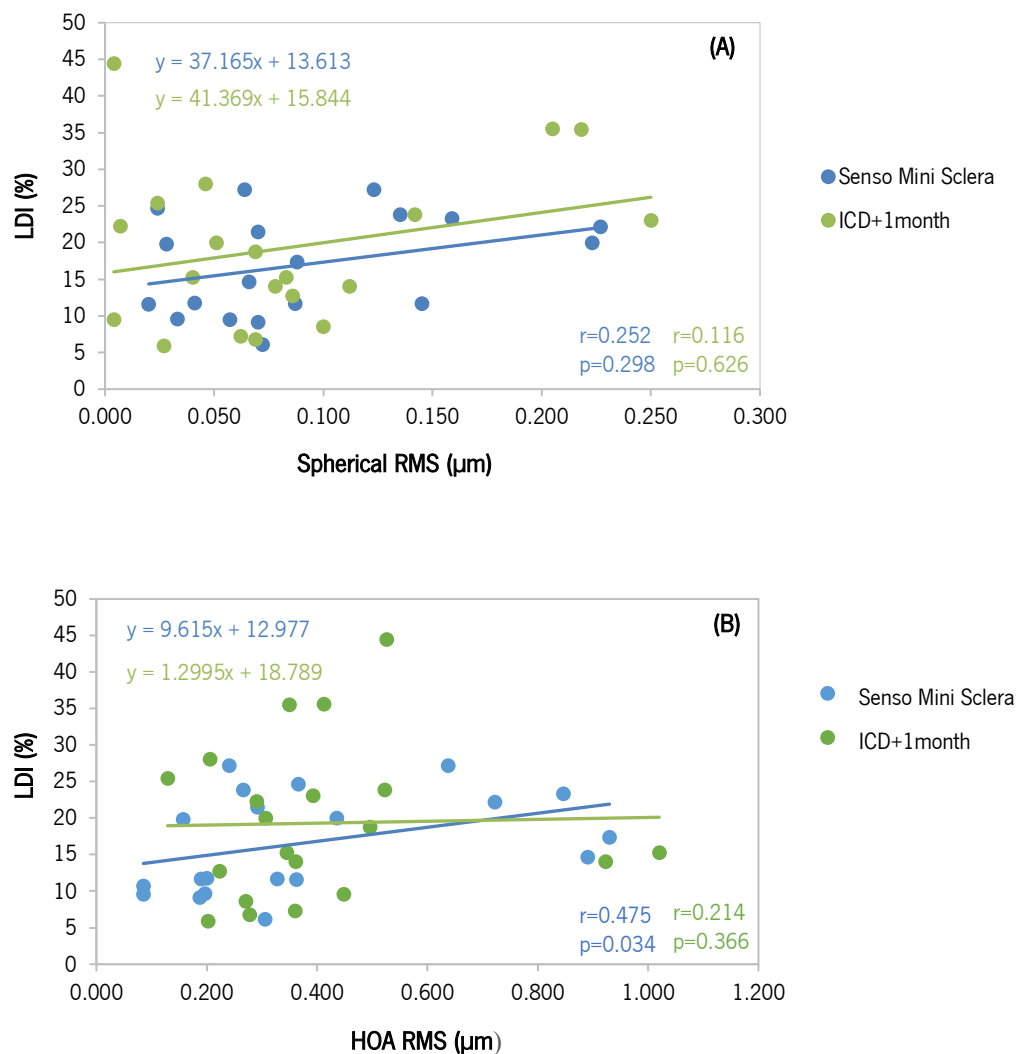 50
(A)
y = 37.165x + 13.613
45
y = 41.369x + 15.844
40
35
30
LDI (%)
25
20
15
10
5
0
Senso Mini Sclera
ICD+1month
r=0.252 r=0.116
p=0.298 p=0.626
0.000 0.050 0.100 0.150 0.200 0.250 0.300
Spherical RMS (µm)
50
(B)
y = 9.615x + 12.977
45
y = 1.2995x + 18.789
40
35
30
LDI (%)
25
20
15
10
5
0
Senso Mini Sclera
ICD+1month
r=0.475 r=0.214
p=0.034 p=0.366
0.000 0.200 0.400 0.600 0.800 1.000 1.200
HOA RMS (µm)